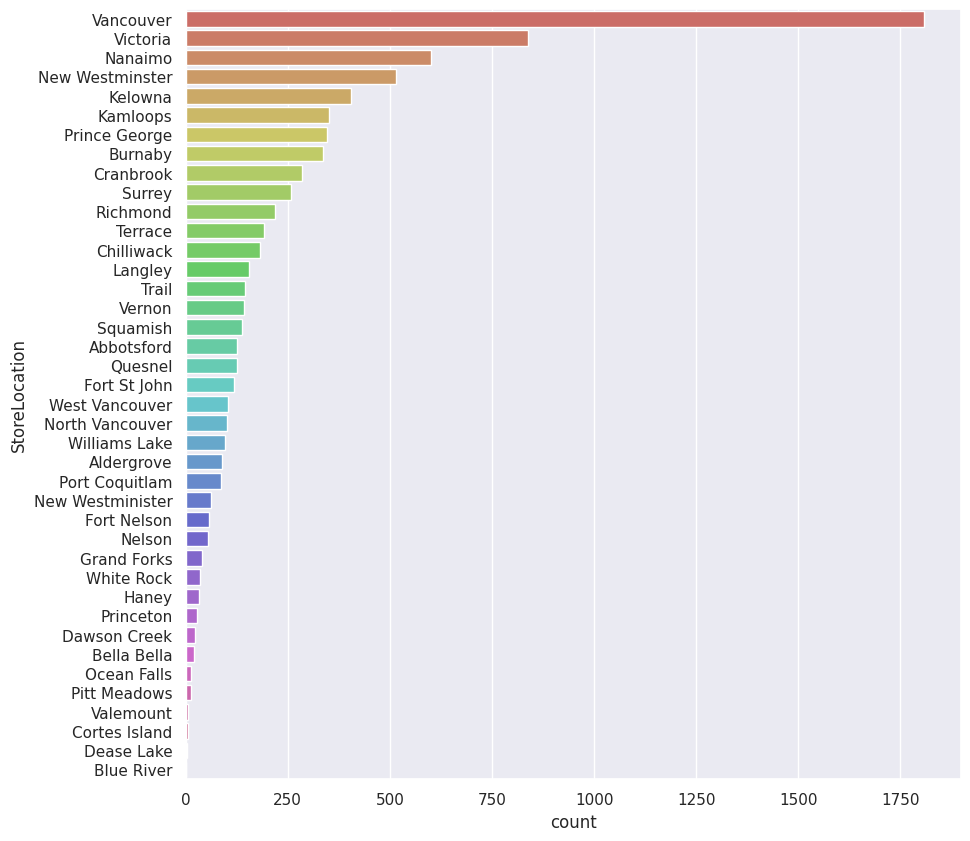 Vancouver
Victoria
Nanaimo
New Westminster
Kelowna
Kamloops
Prince George
Burnaby
Cranbrook
Surrey
Richmond
Terrace
Chilliwack
Langley
Trail
Vernon
Squamish
Abbotsford
Quesnel
Fort St John
West Vancouver
North Vancouver
Williams Lake
Aldergrove
Port Coquitlam
New Westminister
Fort Nelson
Nelson
Grand Forks
White Rock
Haney
Princeton
Dawson Creek
Bella Bella
Ocean Falls
Pitt Meadows
Valemount
Cortes Island
Dease Lake
Blue River
StoreLocation
0 250 500 750 1000 1250 1500 1750
count